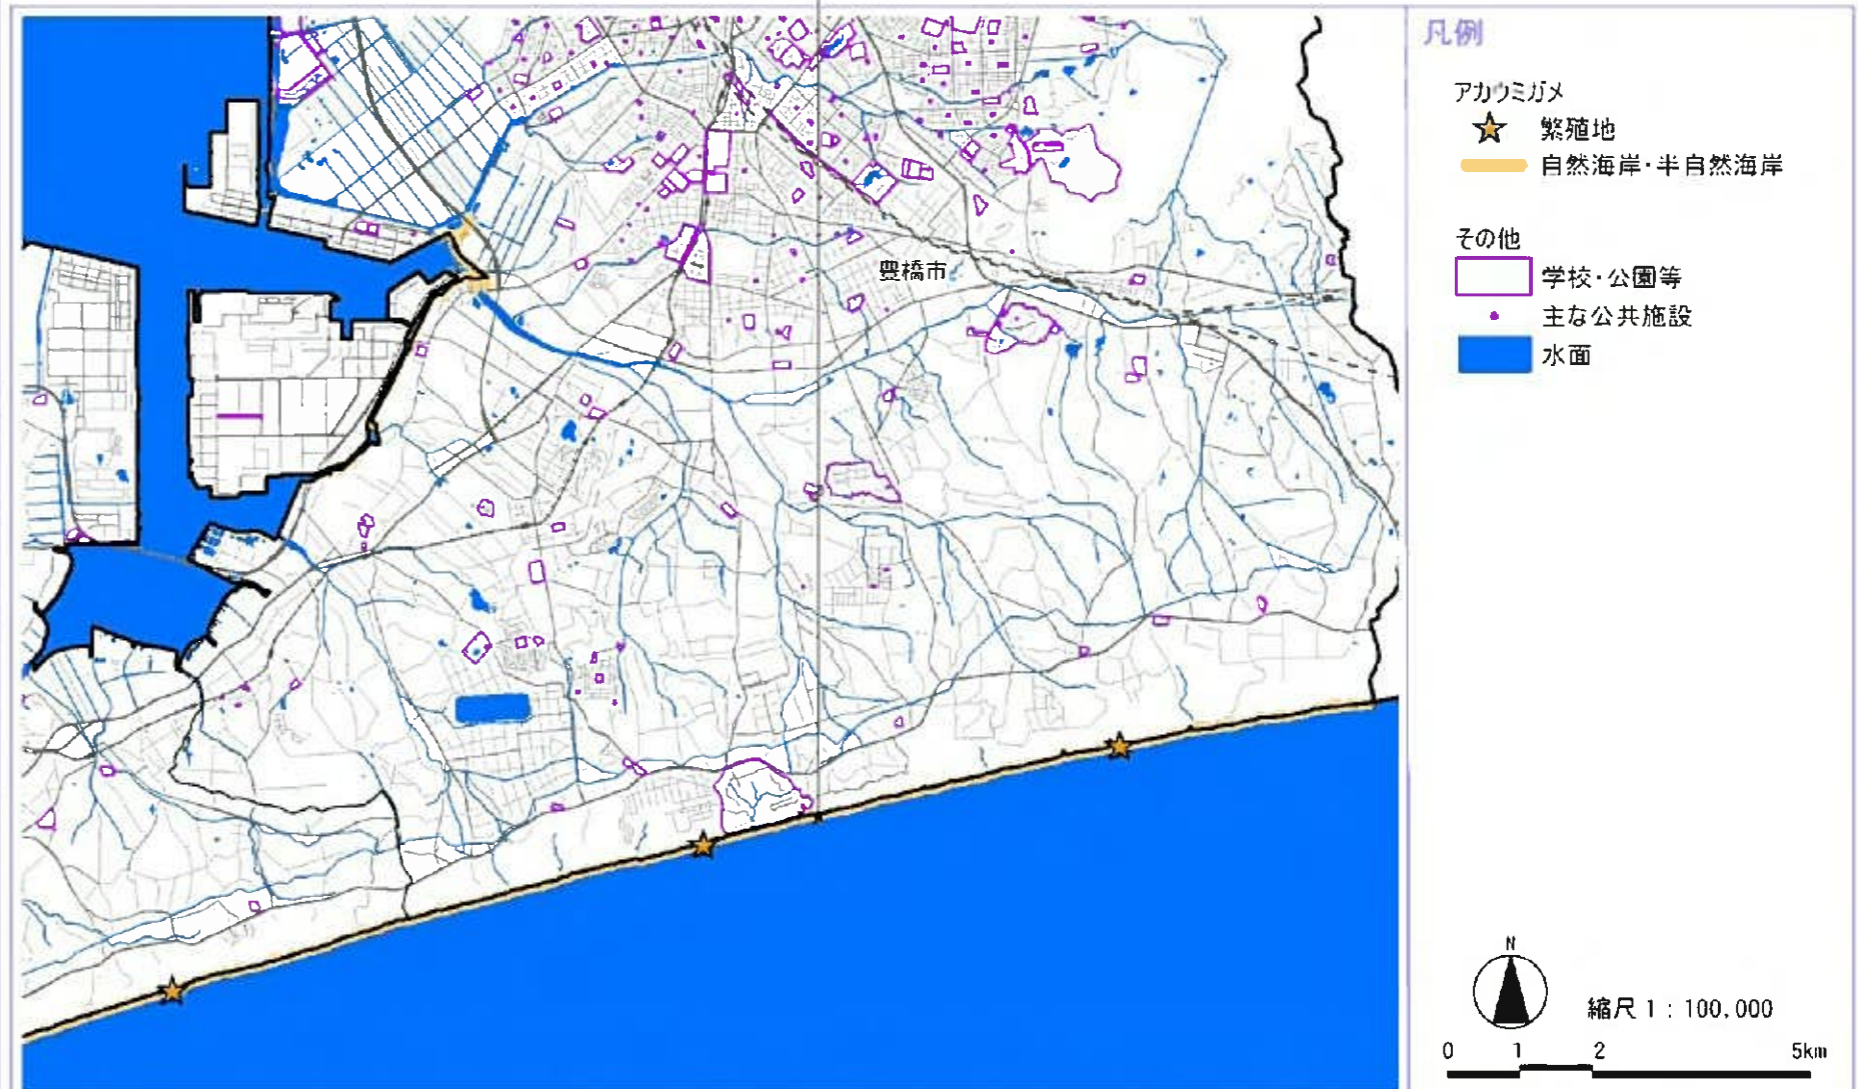 凡例
アカウミガメ
繁殖地
自然海岸・半自然海岸
その他
学校・公園等
主な公共施設
水面
豊橋市
N
縮尺 1 : 100,000
0 1 2 5km